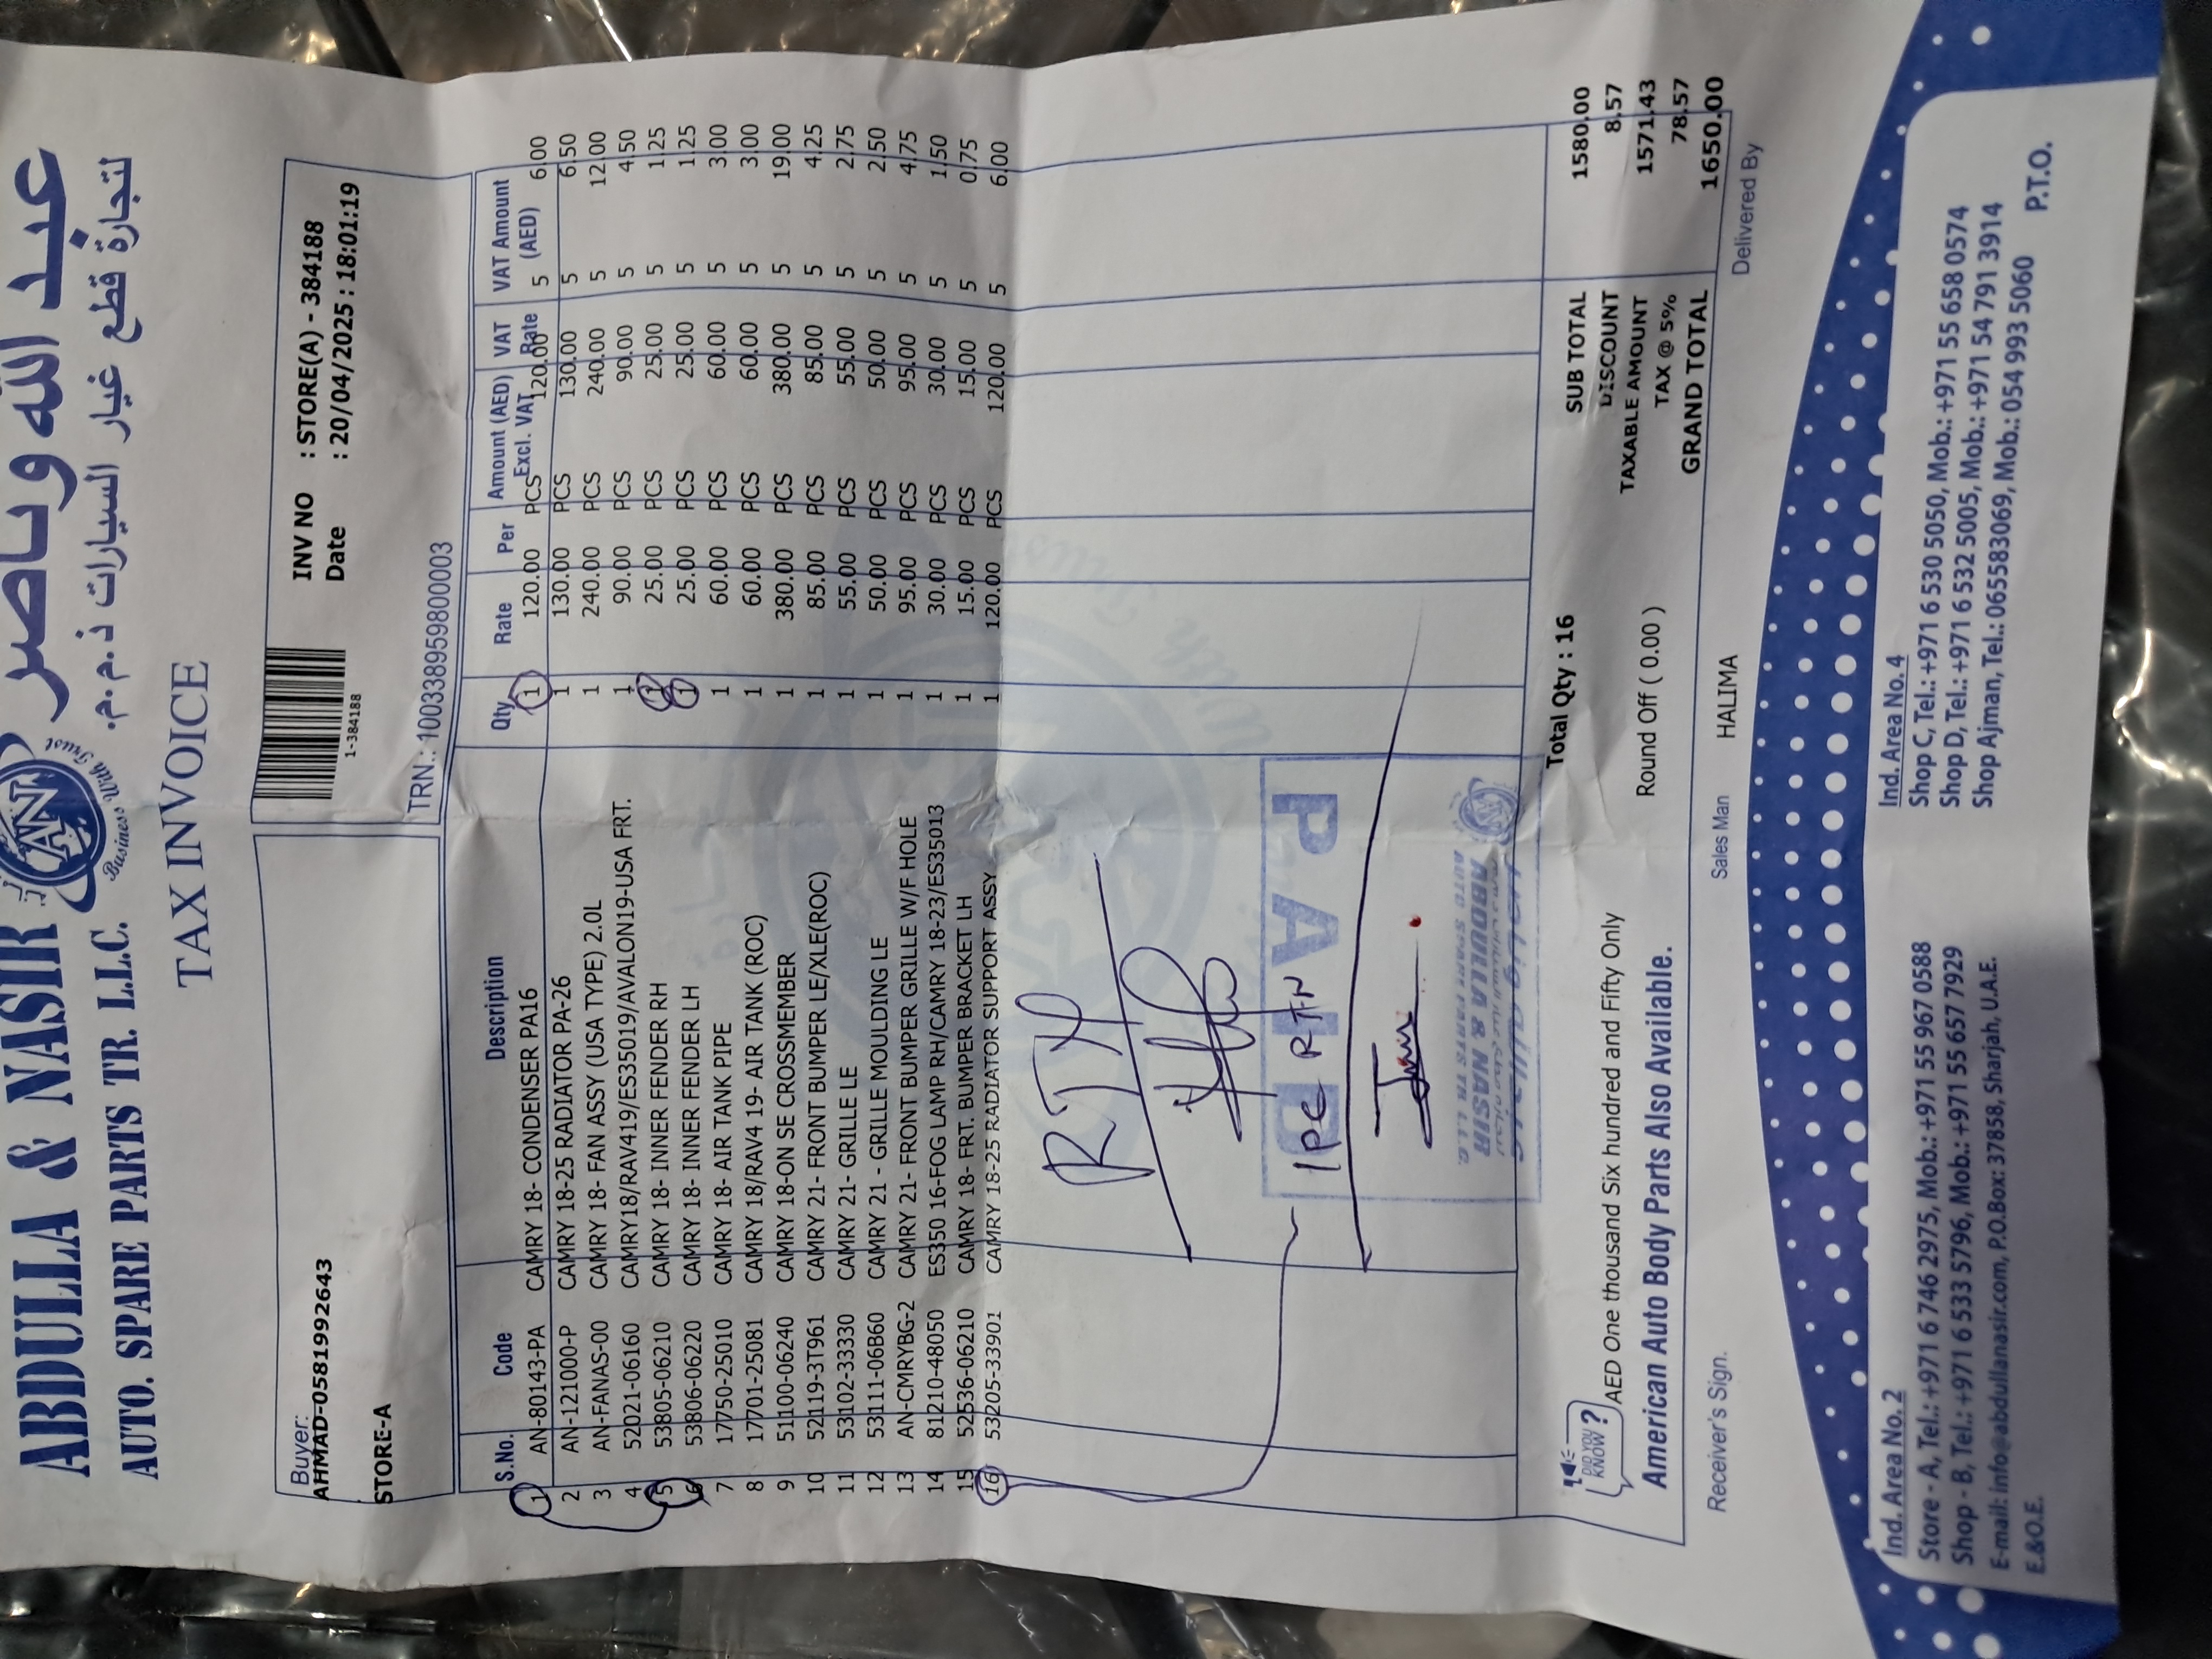 عبد الله وناصر
لتجارة قطع غيار السيارات ذ.م.م.
ABDULLA & NASIR
AUTO. SPARE PARTS TR. L.L.C.
AN
Business With Trust
TAX INVOICE
Buyer:
AHMAD-0581992643
STORE-A
1-384188
INV NO : STORE(A) - 384188
Date : 20/04/2025 : 18:01:19
TRN.: 100338959800003
S.No. Code Description Qty Rate Per Amount (AED) Excl. VAT VAT Rate VAT Amount (AED)
1 AN-80143-PA CAMRY 18- CONDENSER PA16 1 120.00 PCS 120.00 5 6.00
2 AN-121000-P CAMRY 18-25 RADIATOR PA-26 1 130.00 PCS 130.00 5 6.50
3 AN-FANAS-00 CAMRY 18- FAN ASSY (USA TYPE) 2.0L 1 240.00 PCS 240.00 5 12.00
4 52021-06160 CAMRY18/RAV419/ES35019/AVALON19-USA FRT. 1 90.00 PCS 90.00 5 4.50
5 53805-06210 CAMRY 18- INNER FENDER RH 1 25.00 PCS 25.00 5 1.25
6 53806-06220 CAMRY 18- INNER FENDER LH 1 25.00 PCS 25.00 5 1.25
7 17750-25010 CAMRY 18- AIR TANK PIPE 1 60.00 PCS 60.00 5 3.00
8 17701-25081 CAMRY 18/RAV4 19- AIR TANK (ROC) 1 60.00 PCS 60.00 5 3.00
9 51100-06240 CAMRY 18-ON SE CROSSMEMBER 1 380.00 PCS 380.00 5 19.00
10 52119-3T961 CAMRY 21- FRONT BUMPER LE/XLE(ROC) 1 85.00 PCS 85.00 5 4.25
11 53102-33330 CAMRY 21- GRILLE LE 1 55.00 PCS 55.00 5 2.75
12 53111-06B60 CAMRY 21 - GRILLE MOULDING LE 1 50.00 PCS 50.00 5 2.50
13 AN-CMRYBG-2 CAMRY 21- FRONT BUMPER GRILLE W/F HOLE 1 95.00 PCS 95.00 5 4.75
14 81210-48050 ES350 16-FOG LAMP RH/CAMRY 18-23/ES35013 1 30.00 PCS 30.00 5 1.50
15 52536-06210 CAMRY 18- FRT. BUMPER BRACKET LH 1 15.00 PCS 15.00 5 0.75
16 53205-33901 CAMRY 18-25 RADIATOR SUPPORT ASSY 1 120.00 PCS 120.00 5 6.00
PAID
1PC RTN
ABDULLA & NASIR
AUTO SPARE PARTS TR L.L.C.
Total Qty : 16
SUB TOTAL 1580.00
DISCOUNT 8.57
TAXABLE AMOUNT 1571.43
TAX @ 5% 78.57
GRAND TOTAL 1650.00
DID YOU KNOW?
AED One thousand Six hundred and Fifty Only
Round Off ( 0.00 )
American Auto Body Parts Also Available.
Receiver's Sign. Sales Man HALIMA Delivered By
Ind. Area No. 2
Store - A, Tel.: +971 6 746 2975, Mob.:+971 55 967 0588
Shop - B, Tel.: +971 6 533 5796, Mob.: +971 55 657 7929
E-mail: info@abdullanasir.com, P.O.Box: 37858, Sharjah, U.A.E.
E.&O.E.
Ind. Area No. 4
Shop C, Tel.: +971 6 530 5050, Mob.: +971 55 658 0574
Shop D, Tel.: +971 6 532 5005, Mob.: +971 54 791 3914
Shop Ajman, Tel.: 065583069, Mob.: 054 993 5060
P.T.O.